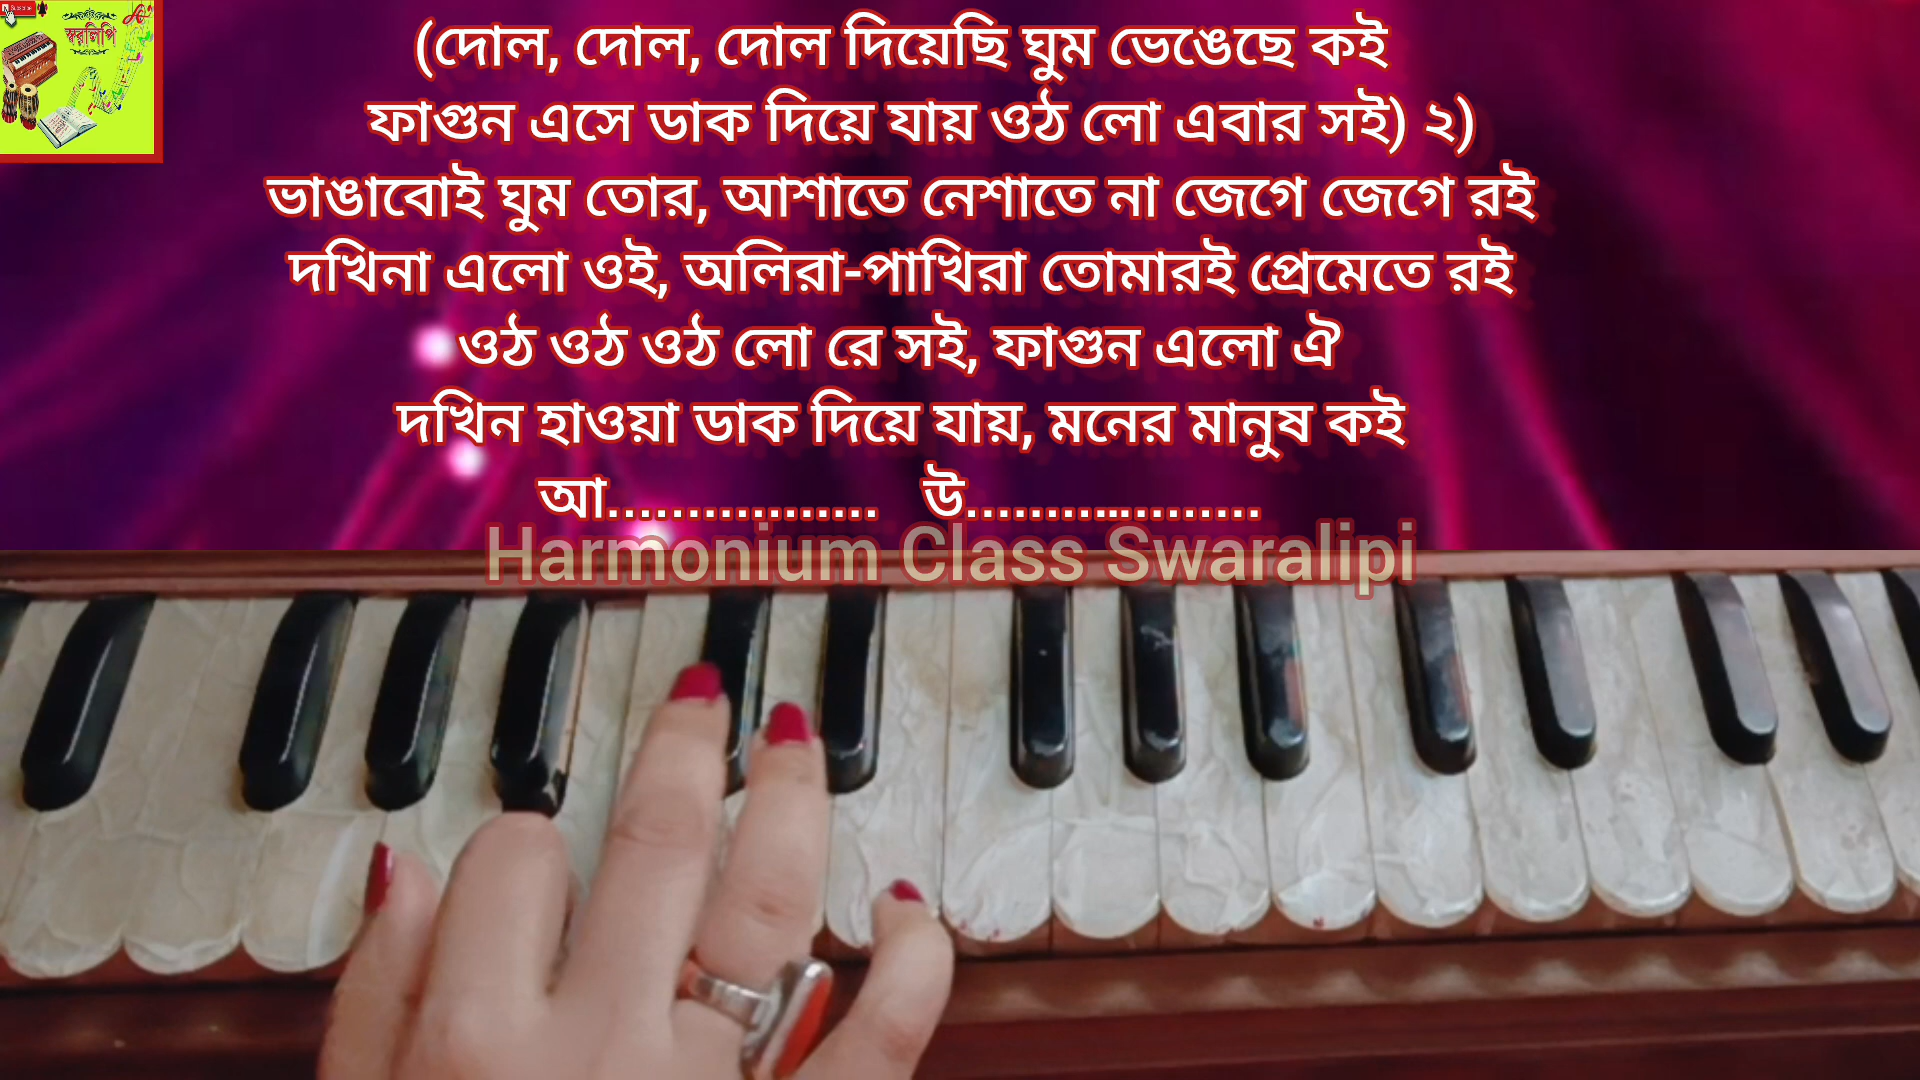 স্বরলিপি
(দোল, দোল, দোল দিয়েছি ঘুম ভেঙেছে কই
ফাগুন এসে ডাক দিয়ে যায় ওঠ লো এবার সই) ২)
ভাঙাবোই ঘুম তোর, আশাতে নেশাতে না জেগে জেগে রই
দখিনা এলো ওই, অলিরা-পাখিরা তোমারই প্রেমেতে রই
ওঠ ওঠ ওঠ লো রে সই, ফাগুন এলো ঐ
দখিন হাওয়া ডাক দিয়ে যায়, মনের মানুষ কই
আ................. উ...................
Harmonium Class Swaralipi